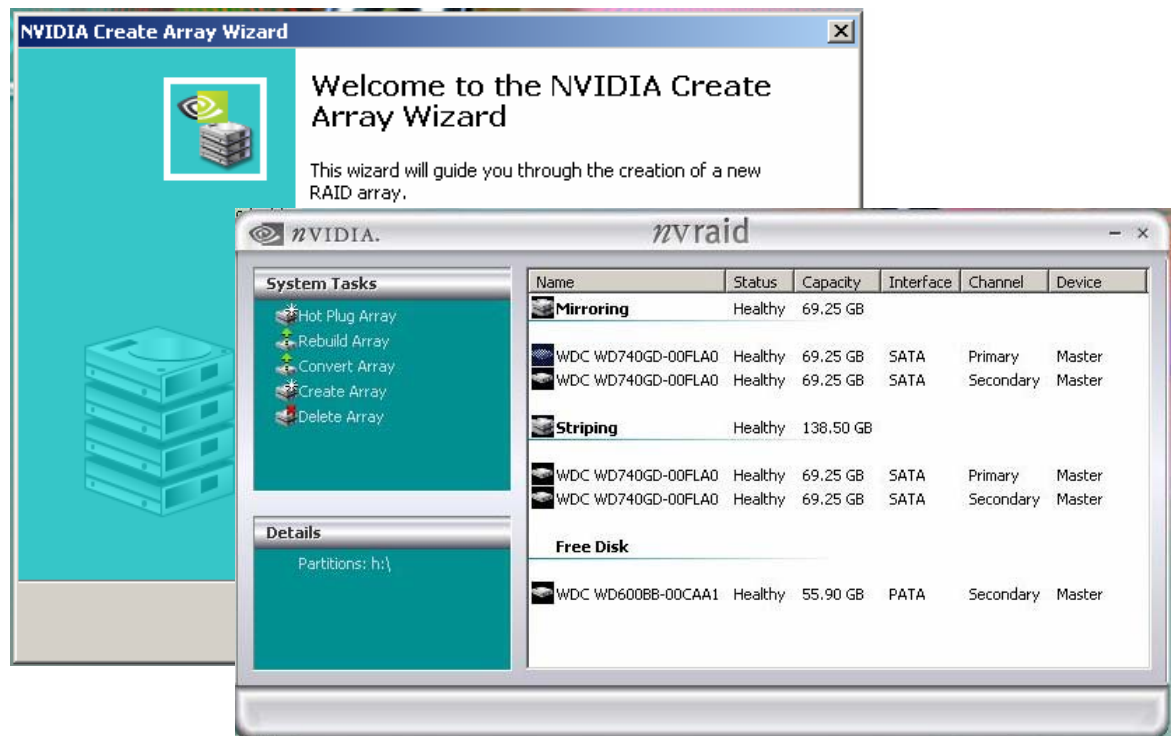 NVIDIA Create Array Wizard
Welcome to the NVIDIA Create
Array Wizard
This wizard will guide you through the creation of a new
RAID array.
nVIDIA.
nvraid
System Tasks
Hot Plug Array
Rebuild Array
Convert Array
Create Array
Delete Array
Details
Partitions: h:\
Name Status Capacity Interface Channel Device
Mirroring Healthy 69.25 GB
WDC WD740GD-00FLA0 Healthy 69.25 GB SATA Primary Master
WDC WD740GD-00FLA0 Healthy 69.25 GB SATA Secondary Master
Striping Healthy 138.50 GB
WDC WD740GD-00FLA0 Healthy 69.25 GB SATA Primary Master
WDC WD740GD-00FLA0 Healthy 69.25 GB SATA Secondary Master
Free Disk
WDC WD600BB-00CAA1 Healthy 55.90 GB PATA Secondary Master